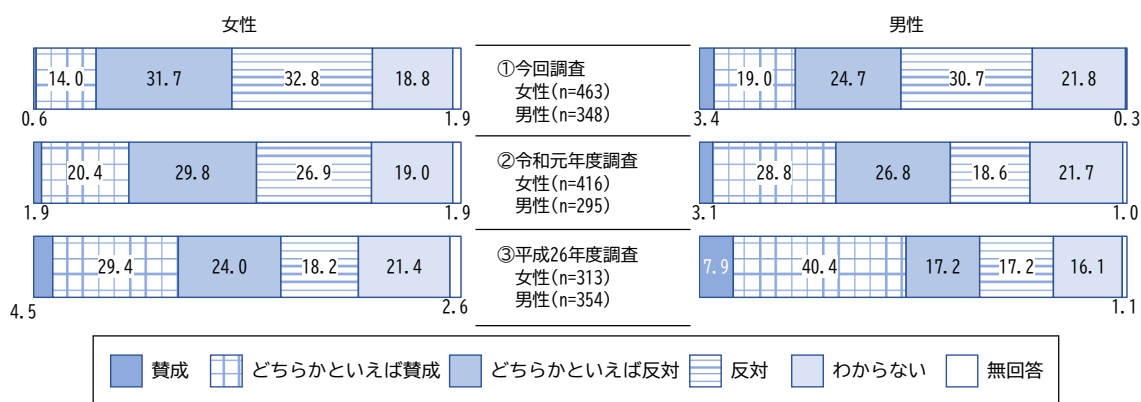 女性
男性
14.0 31.7 32.8 18.8
0.6 1.9
①今回調査
女性(n=463)
男性(n=348)
19.0 24.7 30.7 21.8
3.4 0.3
20.4 29.8 26.9 19.0
1.9 1.9
②令和元年度調査
女性(n=416)
男性(n=295)
28.8 26.8 18.6 21.7
3.1 1.0
29.4 24.0 18.2 21.4
4.5 2.6
③平成26年度調査
女性(n=313)
男性(n=354)
7.9 40.4 17.2 17.2 16.1
1.1
賛成 どちらかといえば賛成 どちらかといえば反対 反対 わからない 無回答